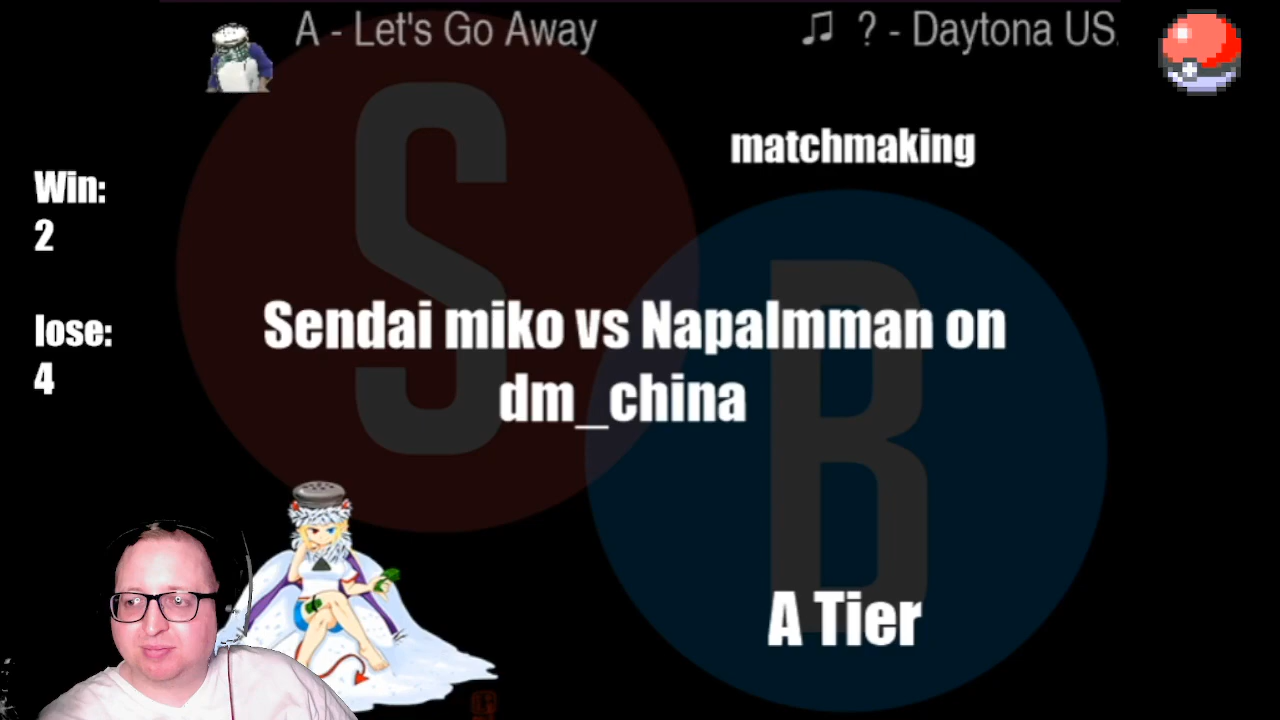 A - Let's Go Away
♫ ? - Daytona US
matchmaking
Win:
2
lose:
4
S
B
Sendai miko vs Napalmman on
dm_china
A Tier